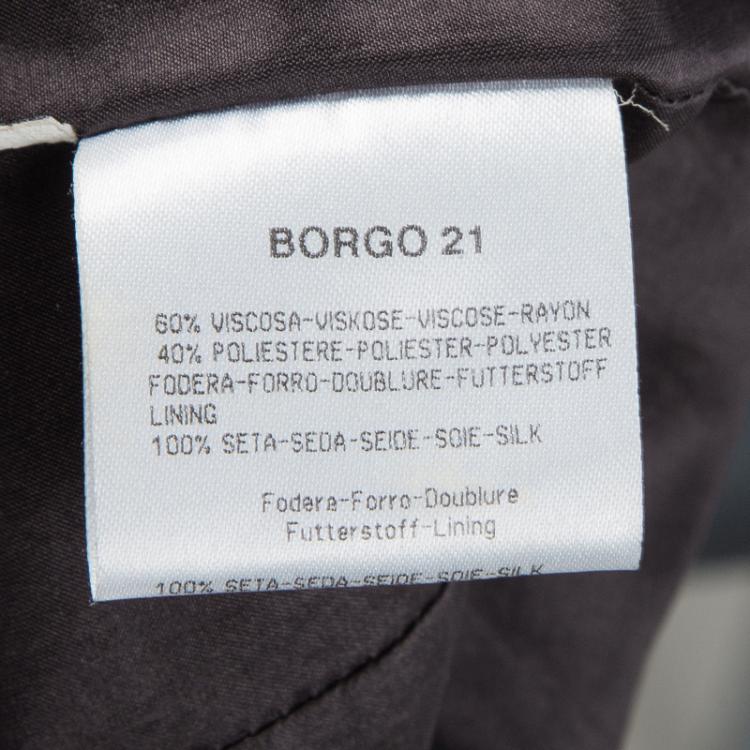 BORGO 21
60% VISCOSA-VISKOSE-VISCOSE-RAYON
40% POLIESTERE-POLIESTER-POLYESTER
FODERA-FORRO-DOUBLURE-FUTTERSTOFF
LINING
100% SETA-SEDA-SEIDE-SOIE-SILK
Fodera-Forro-Doublure
Futterstoff-Lining
100% SETA-SEDA-SEIDE-SOIE-SILK